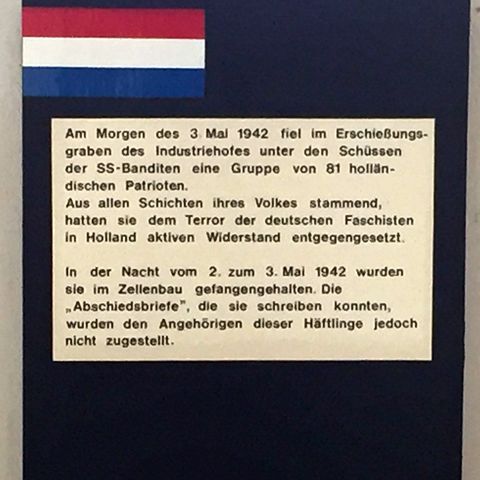 Am Morgen des 3. Mai 1942 fiel im Erschießungs-
graben des Industriehofes unter den Schüssen
der SS-Banditen eine Gruppe von 81 hollän-
dischen Patrioten.
Aus allen Schichten ihres Volkes stammend,
hatten sie dem Terror der deutschen Faschisten
in Holland aktiven Widerstand entgegengesetzt.
In der Nacht vom 2. zum 3. Mai 1942 wurden
sie im Zellenbau gefangengehalten. Die
„Abschiedsbriefe", die sie schreiben konnten,
wurden den Angehörigen dieser Häftlinge jedoch
nicht zugestellt.